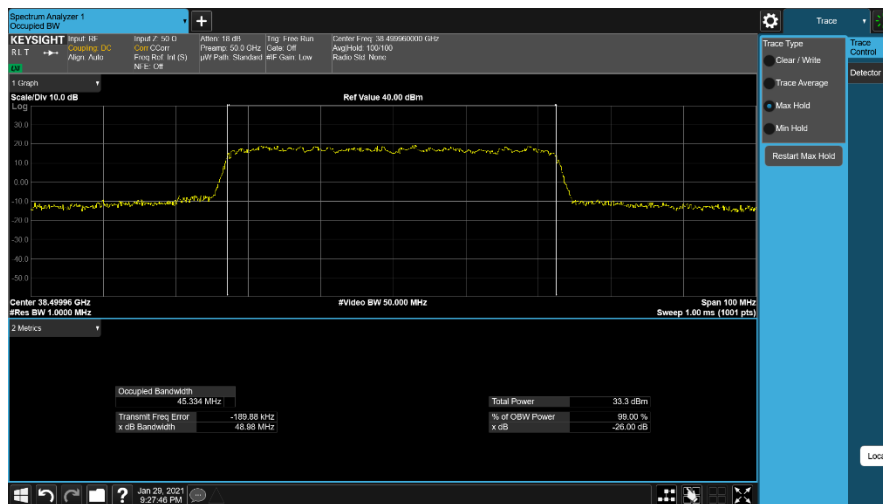 Spectrum Analyzer 1
Occupied BW
+
Trace
KEYSIGHT
Input: RF
Input Z: 50 Ω
Atten: 18 dB
Trig: Free Run
Center Freq: 38.499960000 GHz
R L T
Coupling: DC
Corr CCorr
Preamp: 50.0 GHz
Gate: Off
Avg|Hold: 100/100
Align: Auto
Freq Ref: Int (S)
µW Path: Standard
#IF Gain: Low
Radio Std: None
NFE: Off
Trace Type
Clear / Write
Trace Average
Max Hold
Min Hold
Restart Max Hold
Trace
Control
Detector
1 Graph
Scale/Div 10.0 dB
Ref Value 40.00 dBm
Log
30.0
20.0
10.0
0.00
-10.0
-20.0
-30.0
-40.0
-50.0
Center 38.49996 GHz
#Video BW 50.000 MHz
Span 100 MHz
#Res BW 1.0000 MHz
Sweep 1.00 ms (1001 pts)
2 Metrics
Occupied Bandwidth
45.334 MHz
Total Power 33.3 dBm
Transmit Freq Error -189.88 kHz
% of OBW Power 99.00 %
x dB Bandwidth 48.98 MHz
x dB -26.00 dB
Loca
?
Jan 29, 2021
9:27:46 PM